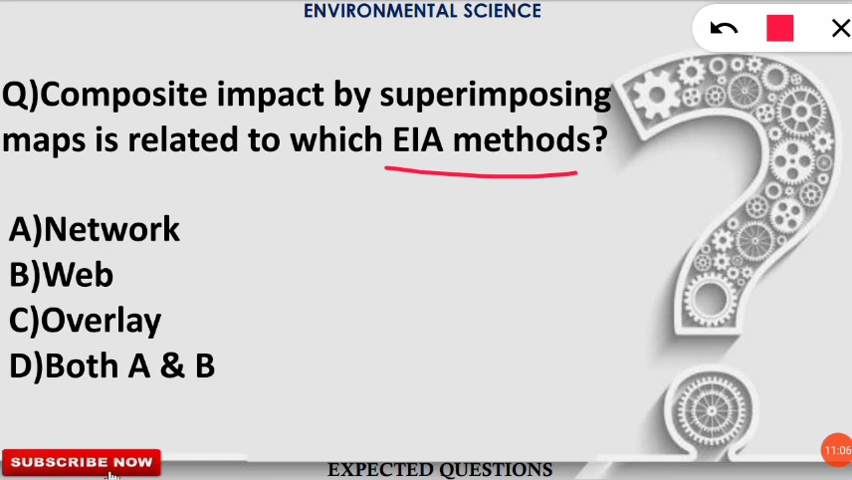 ENVIRONMENTAL SCIENCE
Q)Composite impact by superimposing
maps is related to which EIA methods?
A)Network
B)Web
C)Overlay
D)Both A & B
11:06
SUBSCRIBE NOW
EXPECTED QUESTIONS